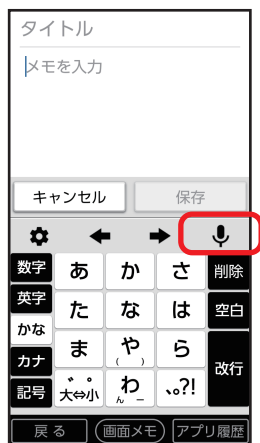 タイトル
メモを入力
キャンセル 保存
数字 あ か さ 削除
英字 た な は 空白
かな
カナ ま や ( ) ら 改行
記号 ゛゜大⇔小 わ ん ー 、。?!
戻る 画面メモ アプリ履歴